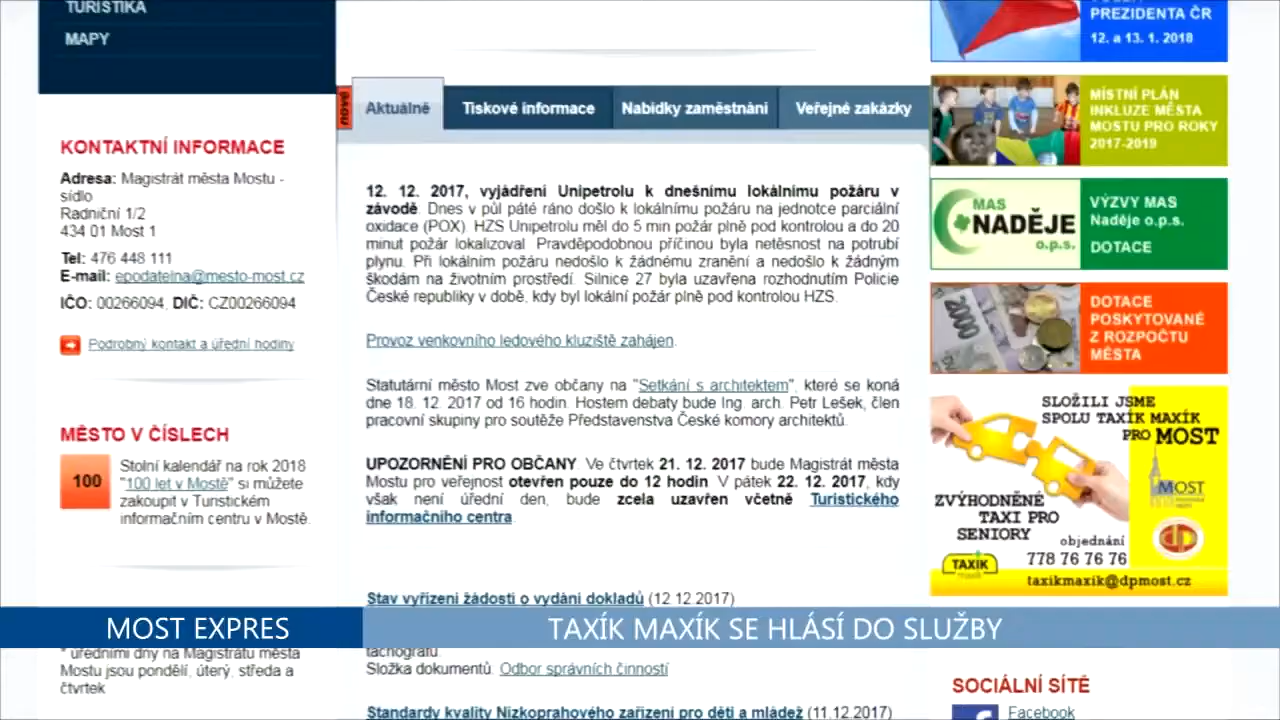 TURISTIKA
MAPY
KONTAKTNÍ INFORMACE
Adresa: Magistrát města Mostu -
sídlo
Radniční 1/2
434 01 Most 1
Tel: 476 448 111
E-mail: epodatelna@mesto-most.cz
IČO: 00266094, DIČ: CZ00266094
Podrobný kontakt a úřední hodiny
MĚSTO V ČÍSLECH
100
Stolní kalendář na rok 2018
"100 let v Mostě" si můžete
zakoupit v Turistickém
informačním centru v Mostě.
* úředními dny na Magistrátu města
Mostu jsou pondělí, úterý, středa a
čtvrtek
nové
Aktuálně
Tiskové informace
Nabídky zaměstnání
Veřejné zakázky
12. 12. 2017, vyjádření Unipetrolu k dnešnímu lokálnímu požáru v
závodě. Dnes v půl páté ráno došlo k lokálnímu požáru na jednotce parciální
oxidace (POX). HZS Unipetrolu měl do 5 min požár plně pod kontrolou a do 20
minut požár lokalizoval. Pravděpodobnou příčinou byla netěsnost na potrubí
plynu. Při lokálním požáru nedošlo k žádnému zranění a nedošlo k žádným
škodám na životním prostředí. Silnice 27 byla uzavřena rozhodnutím Policie
České republiky v době, kdy byl lokální požár plně pod kontrolou HZS.
Provoz venkovního ledového kluziště zahájen.
Statutární město Most zve občany na "Setkání s architektem", které se koná
dne 18. 12. 2017 od 16 hodin. Hostem debaty bude Ing. arch. Petr Lešek, člen
pracovní skupiny pro soutěže Představenstva České komory architektů.
UPOZORNĚNÍ PRO OBČANY. Ve čtvrtek 21. 12. 2017 bude Magistrát města
Mostu pro veřejnost otevřen pouze do 12 hodin. V pátek 22. 12. 2017, kdy
však není úřední den, bude zcela uzavřen včetně Turistického
informačního centra.
Stav vyřízení žádostí o vydání dokladů (12.12.2017)
tachografu.
Složka dokumentů: Odbor správních činností
Standardy kvality Nízkoprahového zařízení pro děti a mládež (11.12.2017)
PREZIDENTA ČR
12. a 13. 1. 2018
MÍSTNÍ PLÁN
INKLUZE MĚSTA
MOSTU PRO ROKY
2017-2019
MAS
NADĚJE
o.p.s.
VÝZVY MAS
Naděje o.p.s.
DOTACE
2000
DOTACE
POSKYTOVANÉ
Z ROZPOČTU
MĚSTA
SLOŽILI JSME
SPOLU TAXÍK MAXÍK
PRO MOST
MOST
ZVÝHODNĚNÉ
TAXI PRO
SENIORY
objednání
778 76 76 76
TAXIK
taxikmaxik@dpmost.cz
SOCIÁLNÍ SÍTĚ
Facebook
MOST EXPRES
TAXÍK MAXÍK SE HLÁSÍ DO SLUŽBY